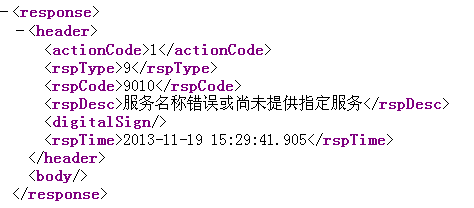 - <response>
- <header>
<actionCode>1</actionCode>
<rspType>9</rspType>
<rspCode>9010</rspCode>
<rspDesc>服务名称错误或尚未提供指定服务</rspDesc>
<digitalSign/>
<rspTime>2013-11-19 15:29:41.905</rspTime>
</header>
<body/>
</response>